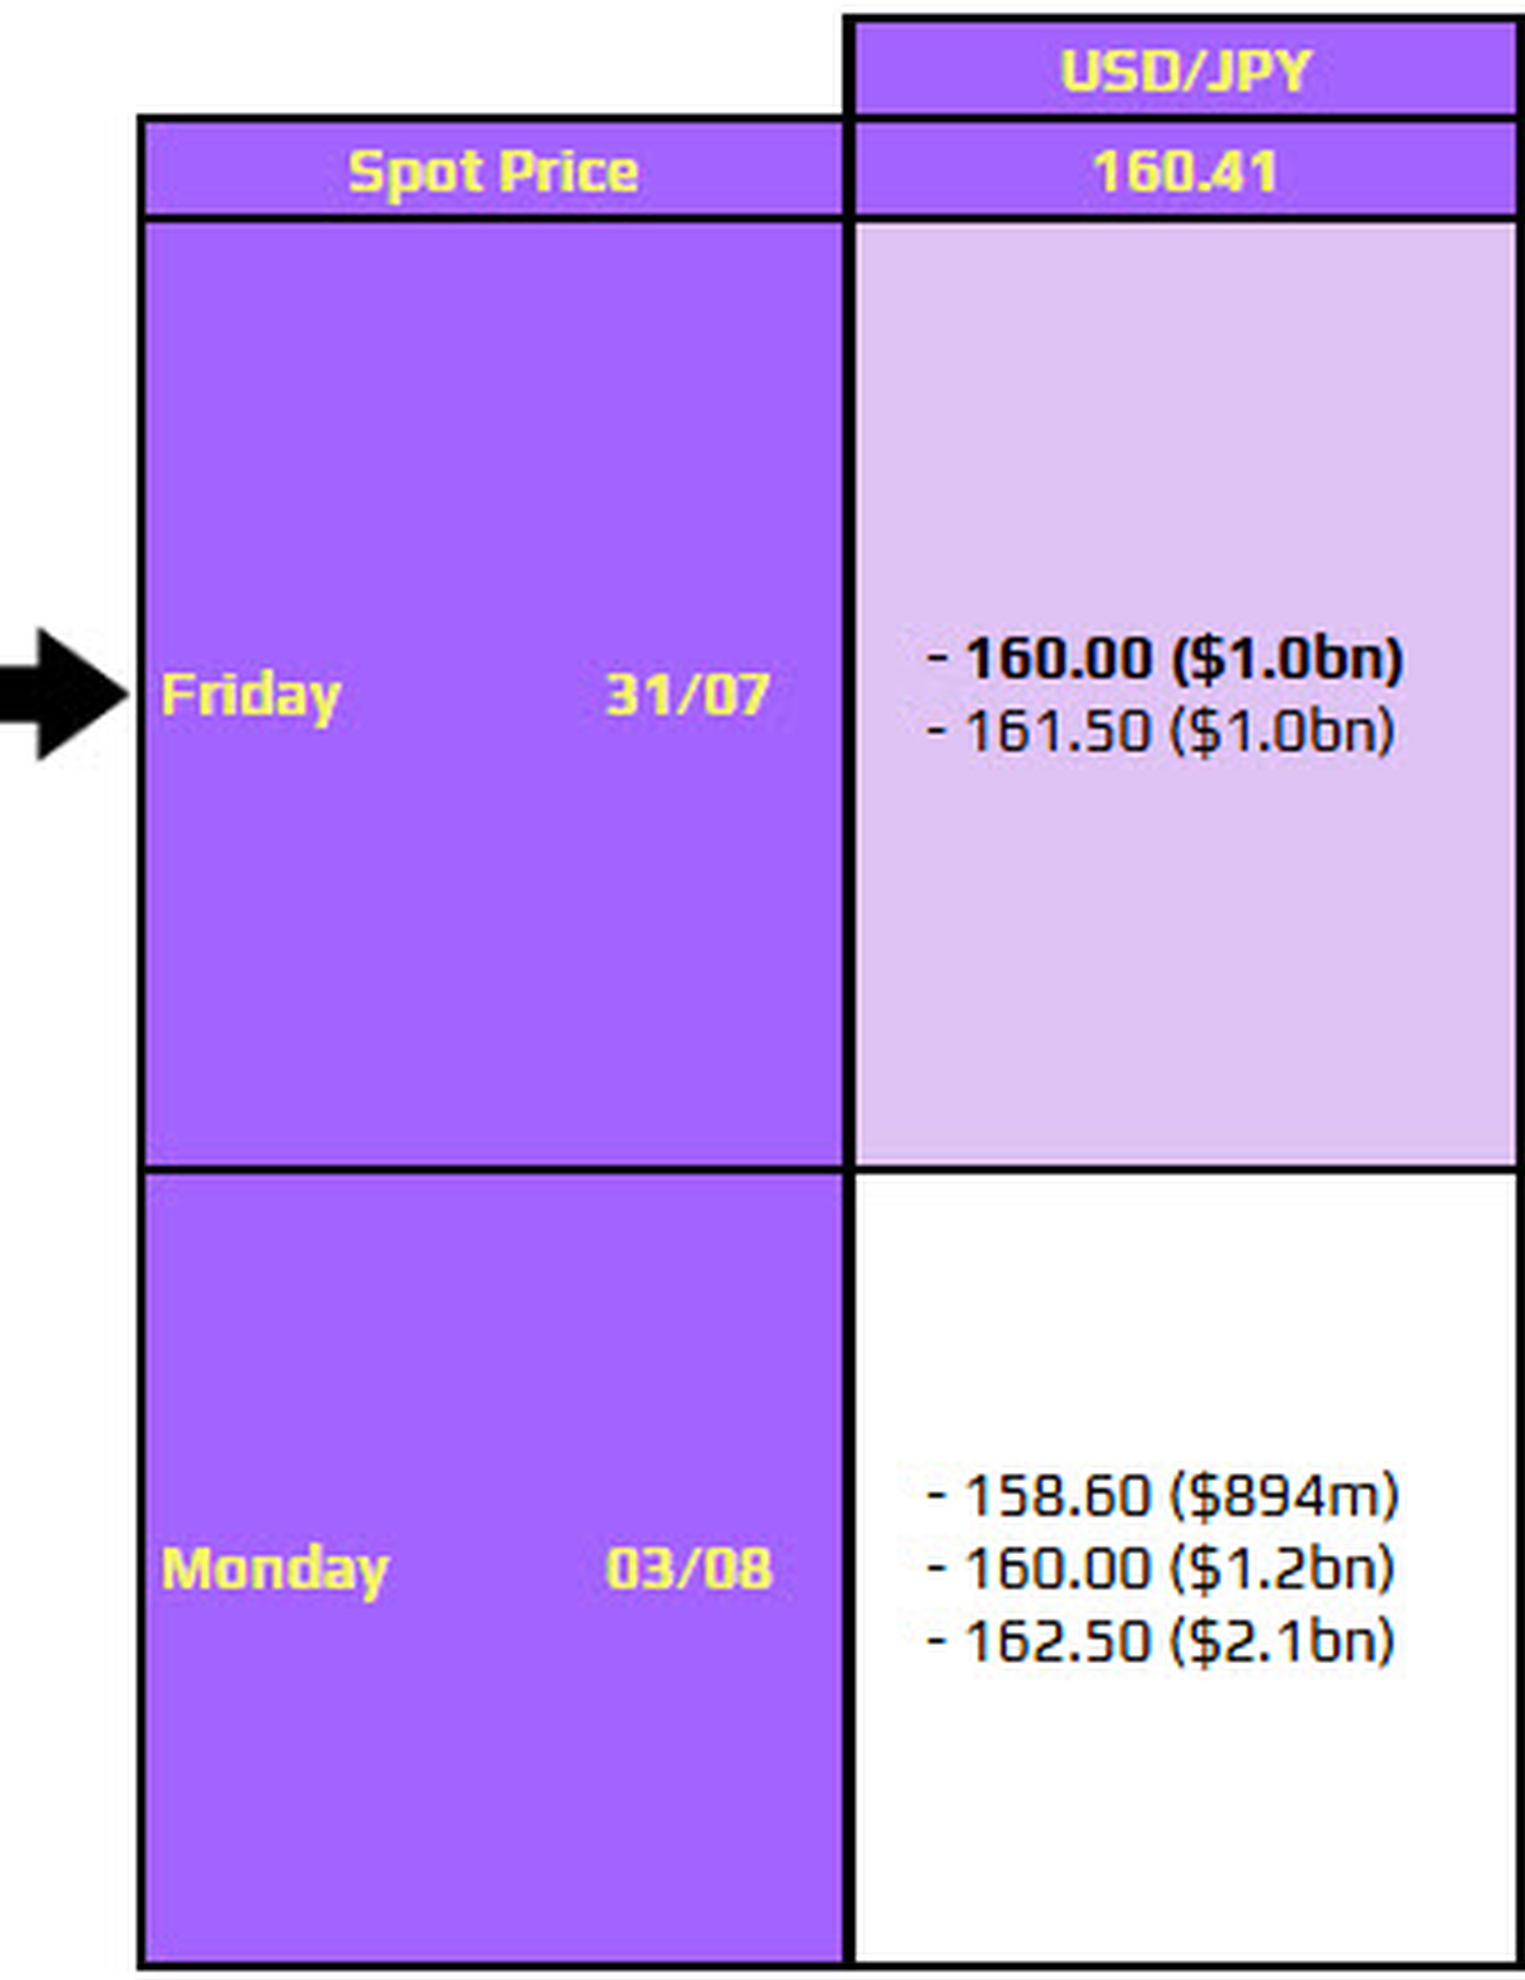 USD/JPY
Spot Price 160.41
Friday 31/07
- 160.00 ($1.0bn)
- 161.50 ($1.0bn)
Monday 03/08
- 158.60 ($894m)
- 160.00 ($1.2bn)
- 162.50 ($2.1bn)